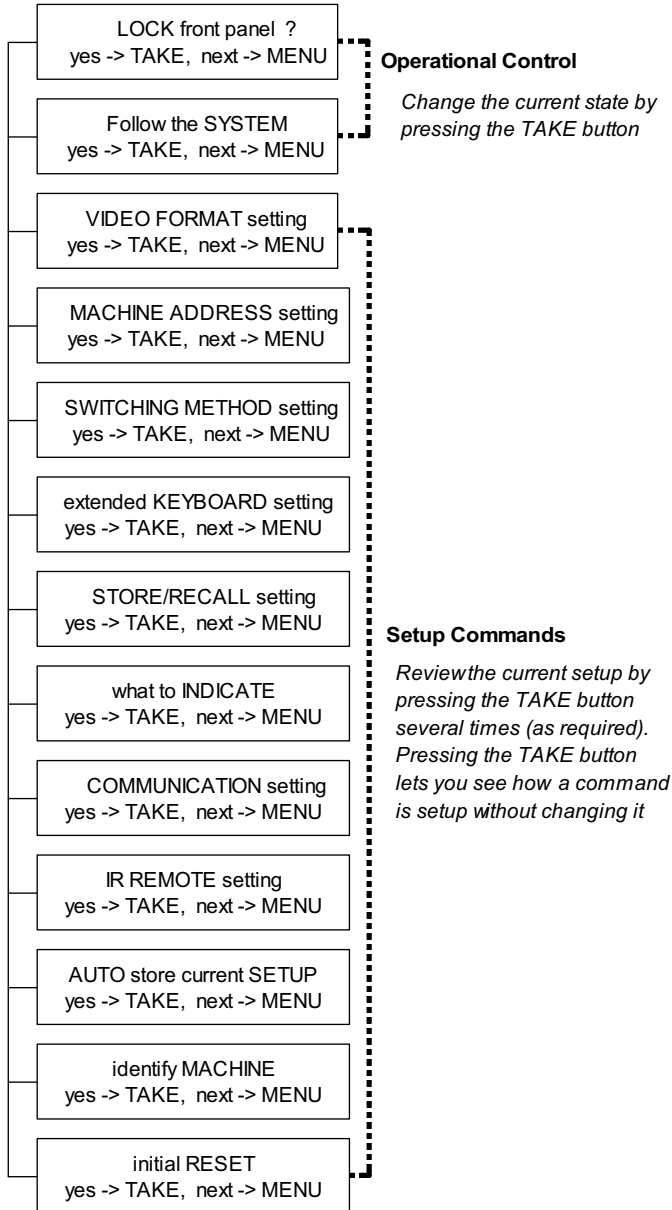 LOCK front panel ?
yes -> TAKE, next -> MENU
Operational Control
Change the current state by
pressing the TAKE button
Follow the SYSTEM
yes -> TAKE, next -> MENU
VIDEO FORMAT setting
yes -> TAKE, next -> MENU
MACHINE ADDRESS setting
yes -> TAKE, next -> MENU
SWITCHING METHOD setting
yes -> TAKE, next -> MENU
extended KEYBOARD setting
yes -> TAKE, next -> MENU
STORE/RECALL setting
yes -> TAKE, next -> MENU
Setup Commands
Review the current setup by
pressing the TAKE button
several times (as required).
Pressing the TAKE button
lets you see how a command
is setup without changing it
what to INDICATE
yes -> TAKE, next -> MENU
COMMUNICATION setting
yes -> TAKE, next -> MENU
IR REMOTE setting
yes -> TAKE, next -> MENU
AUTO store current SETUP
yes -> TAKE, next -> MENU
identify MACHINE
yes -> TAKE, next -> MENU
initial RESET
yes -> TAKE, next -> MENU